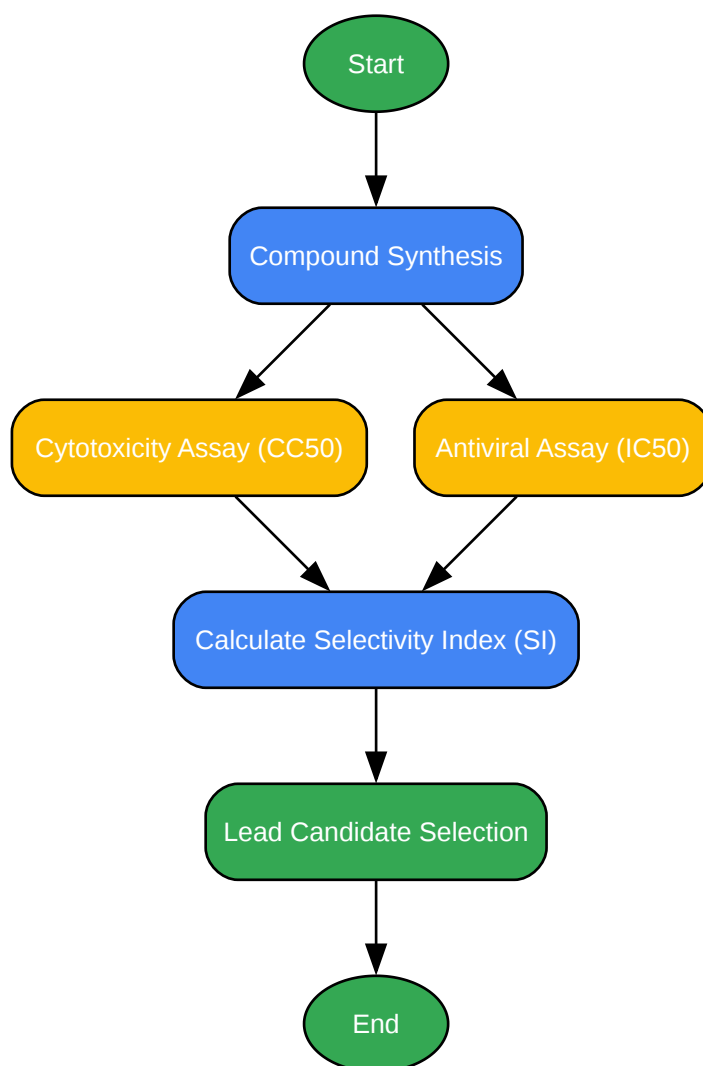 Start
Compound Synthesis
Cytotoxicity Assay (CC50)
Antiviral Assay (IC50)
Calculate Selectivity Index (SI)
Lead Candidate Selection
End